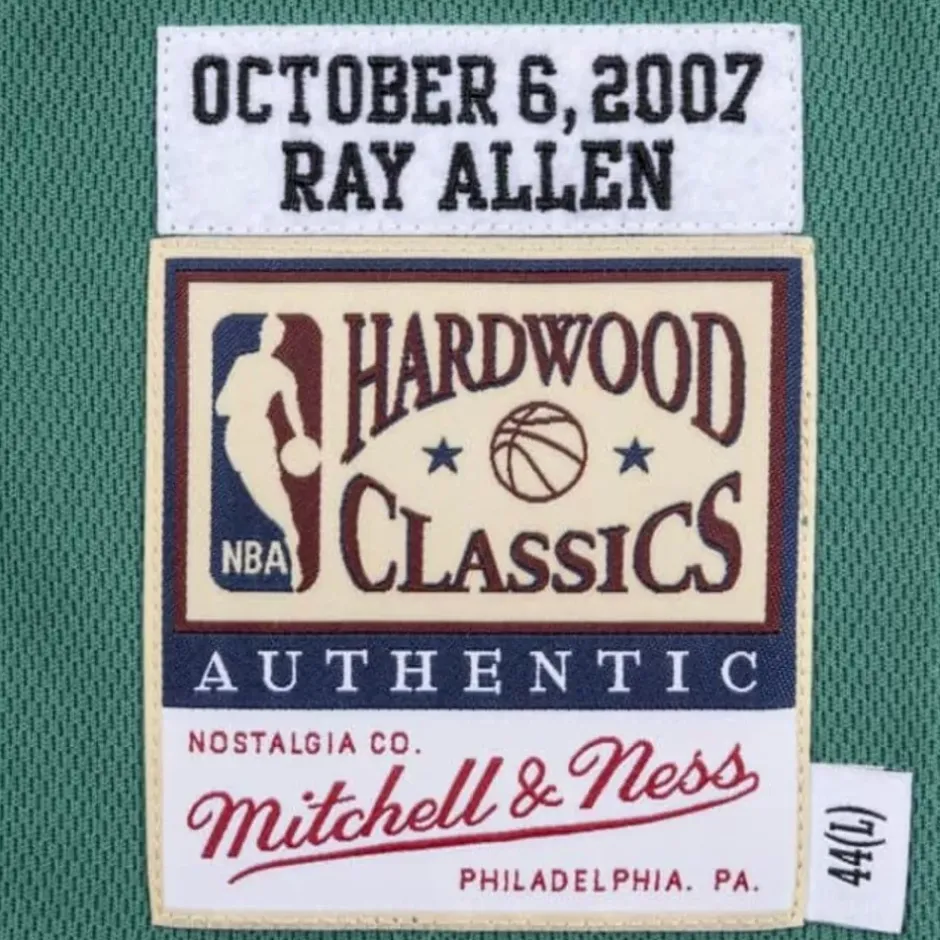 OCTOBER 6, 2007
RAY ALLEN
HARDWOOD
CLASSICS
NBA
AUTHENTIC
NOSTALGIA CO.
Mitchell & Ness
PHILADELPHIA. PA.
44(L)